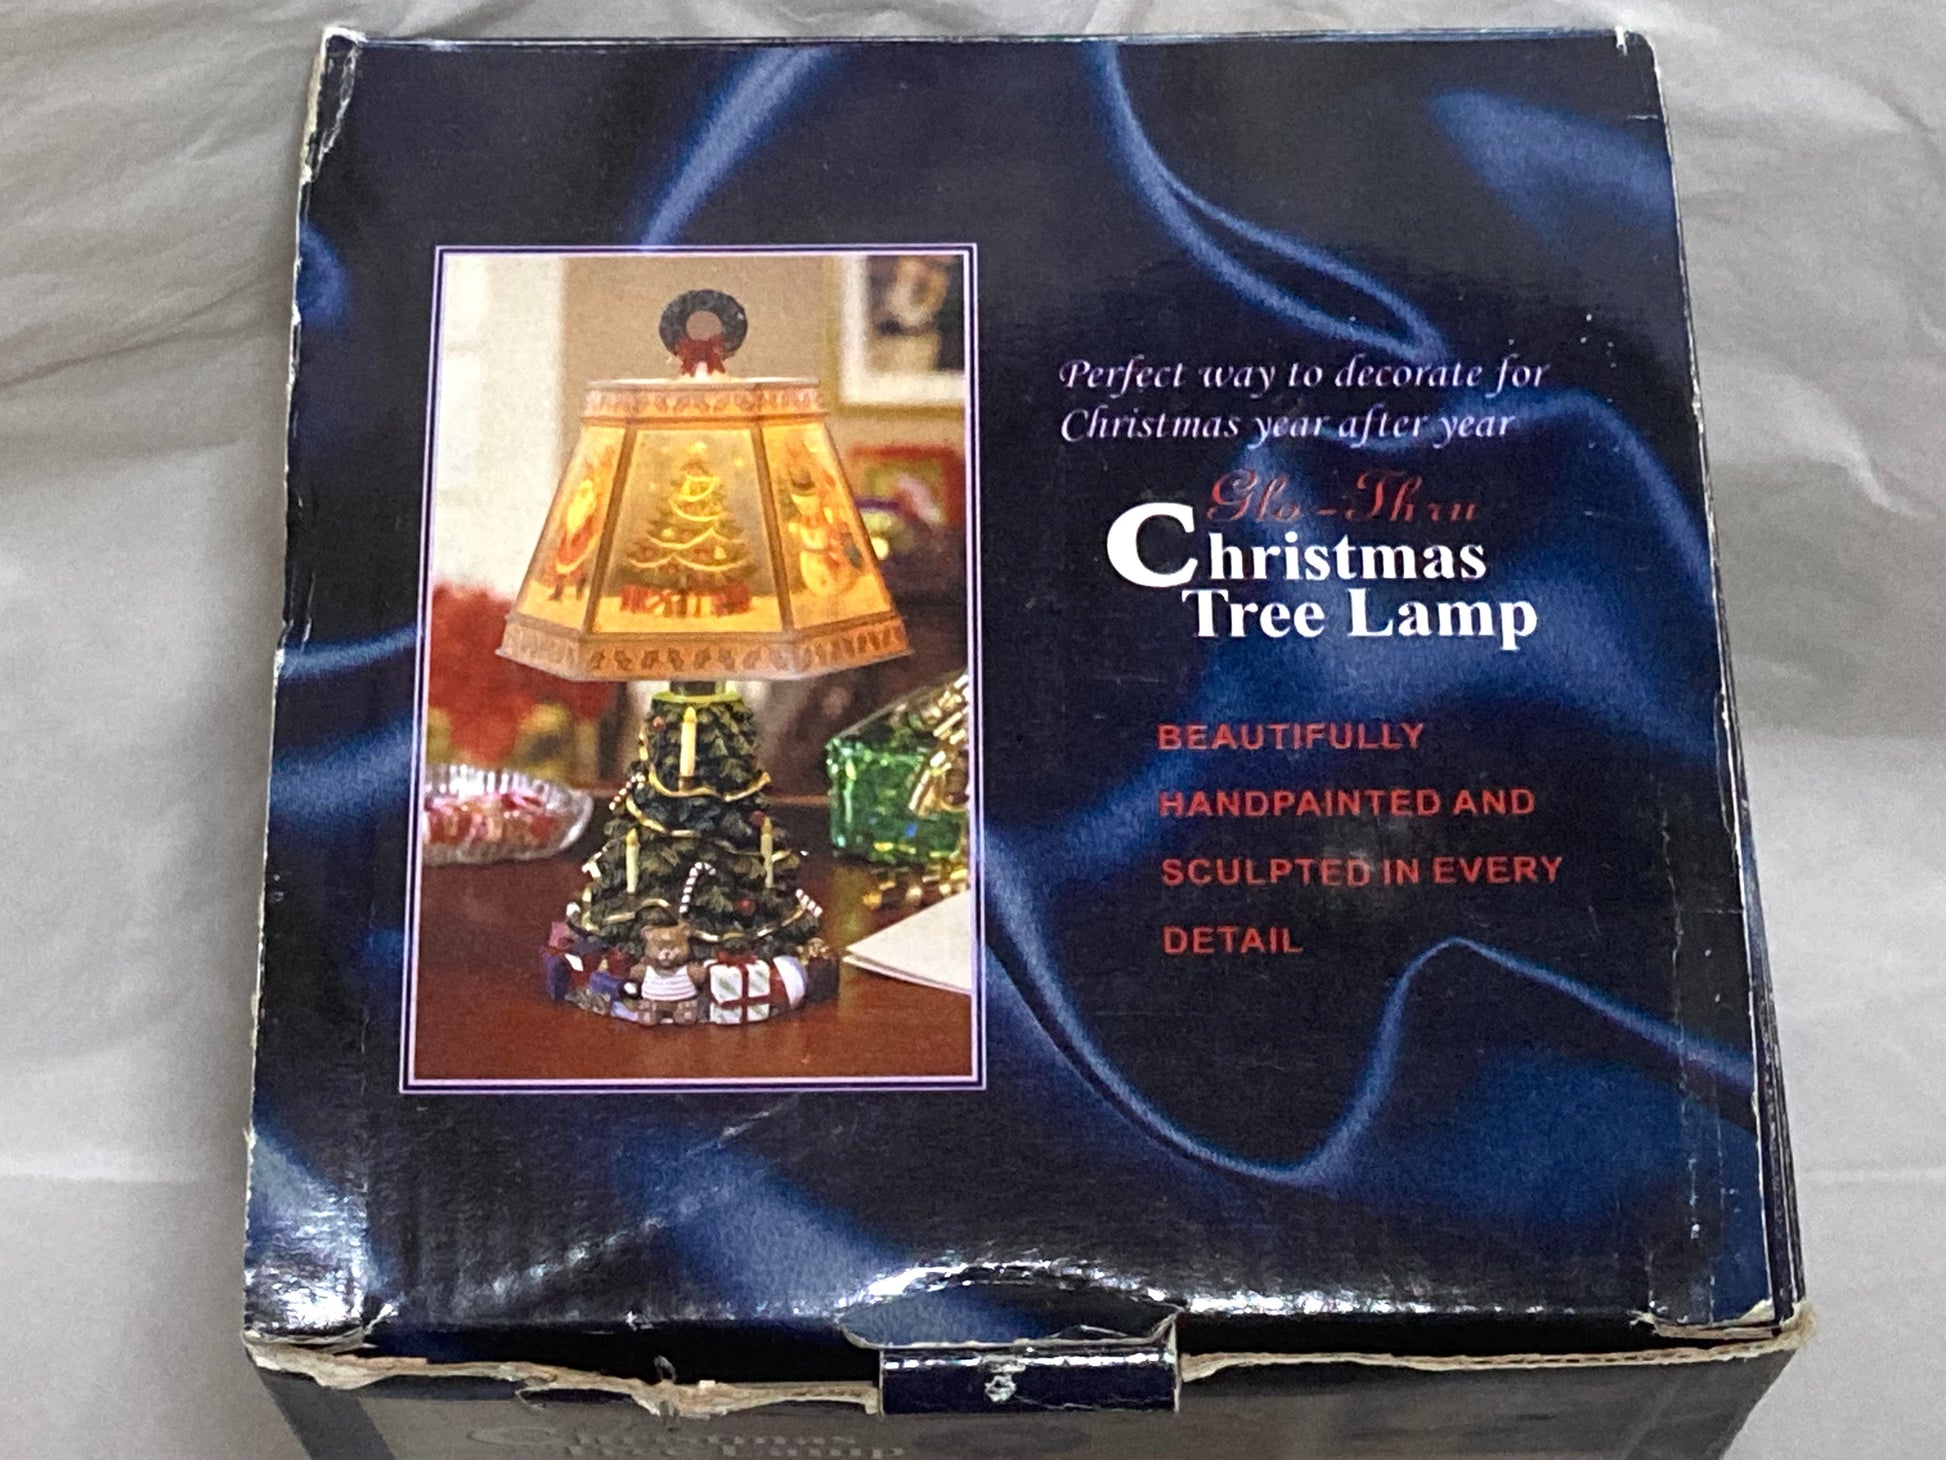 Perfect way to decorate for
Christmas year after year
Glo-Thru
Christmas
Tree Lamp
BEAUTIFULLY
HANDPAINTED AND
SCULPTED IN EVERY
DETAIL